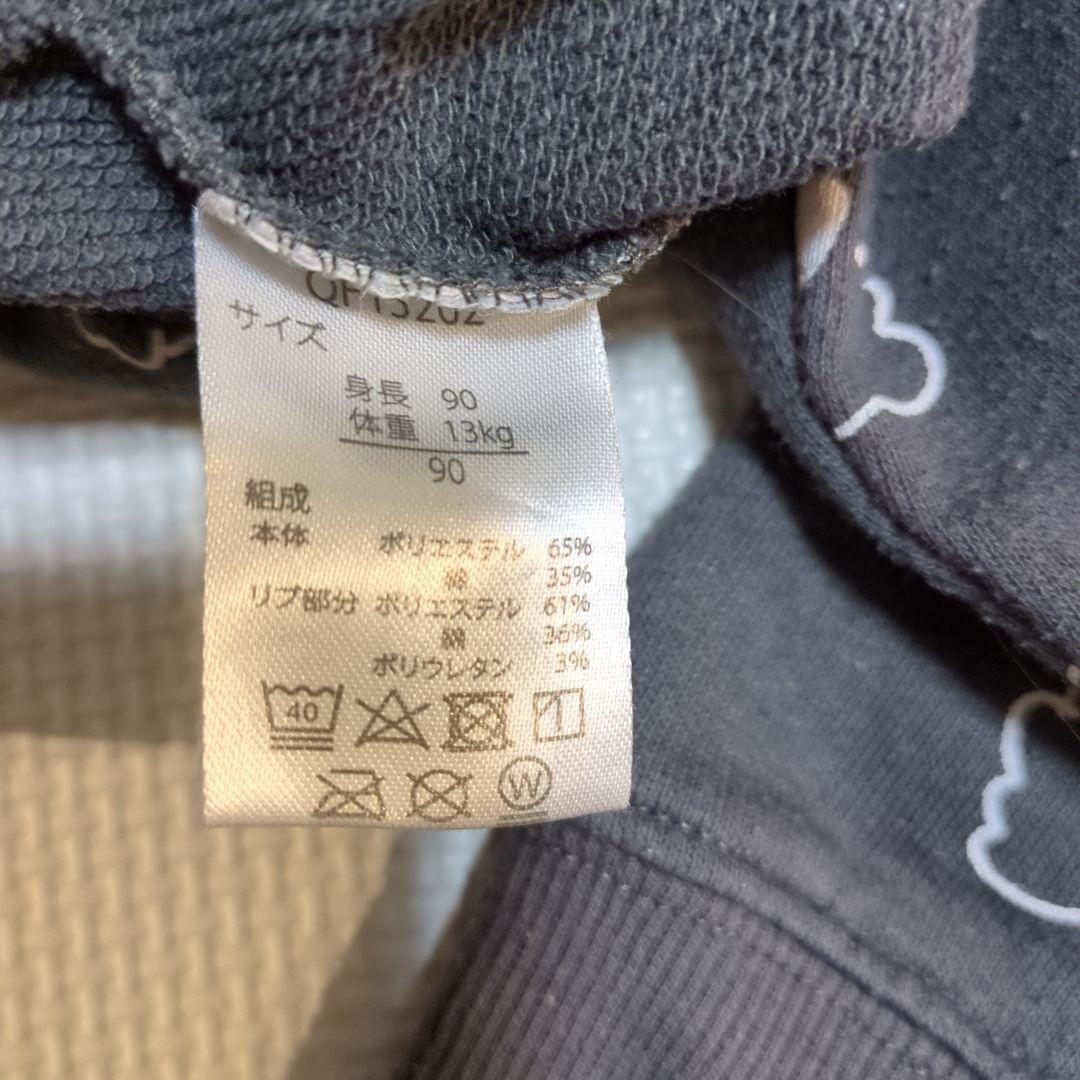 QP13202
サイズ
身長 90
体重 13kg
90
組成
本体 ポリエステル 65%
綿 35%
リブ部分 ポリエステル 61%
綿 36%
ポリウレタン 3%
40
W